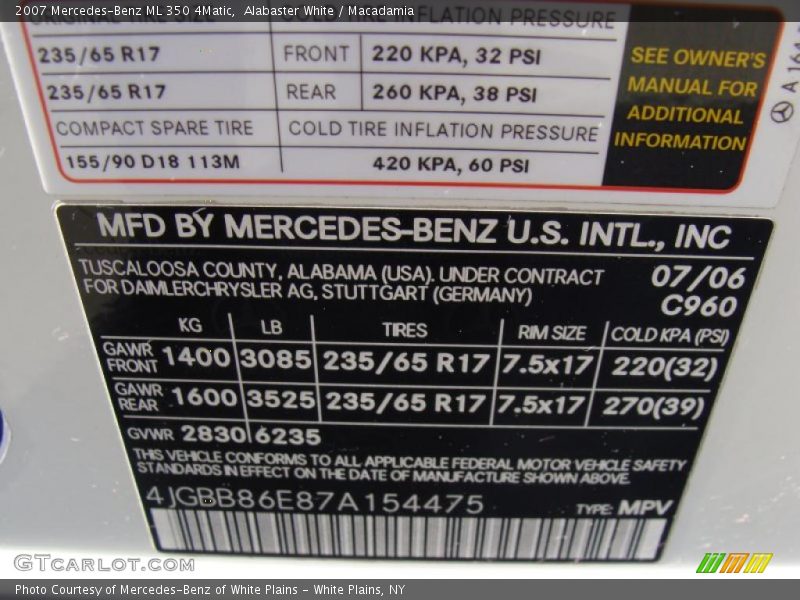 2007 Mercedes-Benz ML 350 4Matic,  Alabaster White / Macadamia
TIRE SIZE COLD TIRE INFLATION PRESSURE
235/65 R17 FRONT 220 KPA, 32 PSI
235/65 R17 REAR 260 KPA, 38 PSI
COMPACT SPARE TIRE COLD TIRE INFLATION PRESSURE
155/90 D18 113M 420 KPA, 60 PSI
SEE OWNER'S
MANUAL FOR
ADDITIONAL
INFORMATION
A 164
MFD BY MERCEDES-BENZ U.S. INTL., INC
TUSCALOOSA COUNTY, ALABAMA (USA), UNDER CONTRACT 07/06
FOR DAIMLERCHRYSLER AG, STUTTGART (GERMANY) C960
KG LB TIRES RIM SIZE COLD KPA (PSI)
GAWR FRONT 1400 3085 235/65 R17 7.5x17 220(32)
GAWR REAR 1600 3525 235/65 R17 7.5x17 270(39)
GVWR 2830 6235
THIS VEHICLE CONFORMS TO ALL APPLICABLE FEDERAL MOTOR VEHICLE SAFETY
STANDARDS IN EFFECT ON THE DATE OF MANUFACTURE SHOWN ABOVE.
4JGBB86E87A154475 TYPE: MPV
GTCARLOT.COM
Photo Courtesy of Mercedes-Benz of White Plains - White Plains, NY